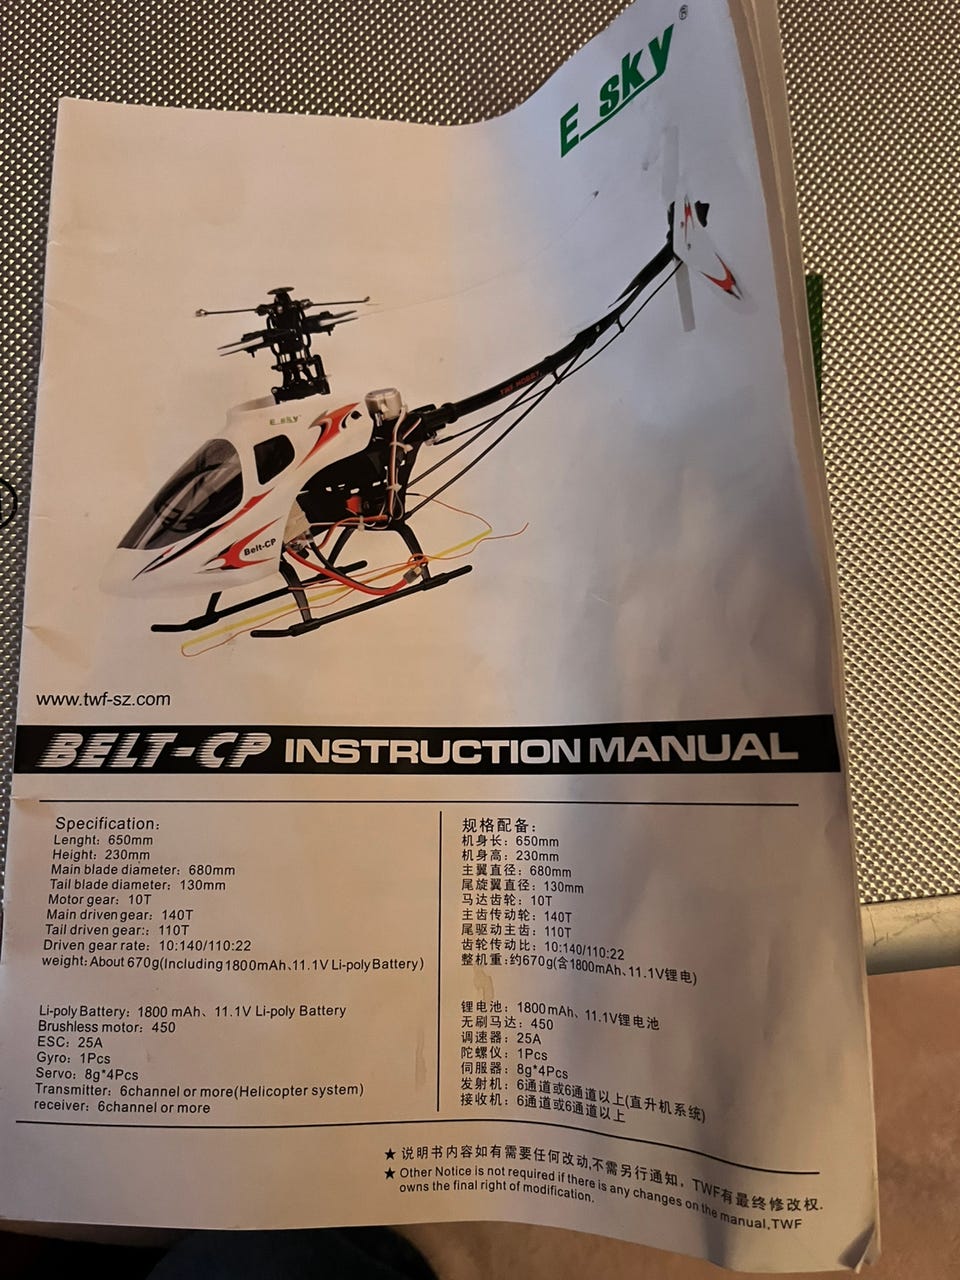 E_sky®
TWF-HOBBY
E_sky
Belt-CP
www.twf-sz.com
BELT-CP INSTRUCTION MANUAL
Specification:
Lenght: 650mm
Height: 230mm
Main blade diameter: 680mm
Tail blade diameter: 130mm
Motor gear: 10T
Main driven gear: 140T
Tail driven gear:: 110T
Driven gear rate: 10:140/110:22
weight: About 670g(Including 1800mAh、11.1V Li-poly Battery)
Li-poly Battery: 1800 mAh、11.1V Li-poly Battery
Brushless motor: 450
ESC: 25A
Gyro: 1Pcs
Servo: 8g*4Pcs
Transmitter: 6channel or more(Helicopter system)
receiver: 6channel or more
规格配备:
机身长: 650mm
机身高: 230mm
主翼直径: 680mm
尾旋翼直径: 130mm
马达齿轮: 10T
主齿传动轮: 140T
尾驱动主齿: 110T
齿轮传动比: 10:140/110:22
整机重: 约670g(含1800mAh、11.1V锂电)
锂电池: 1800mAh、11.1V锂电池
无刷马达: 450
调速器: 25A
陀螺仪: 1Pcs
伺服器: 8g*4Pcs
发射机: 6通道或6通道以上(直升机系统)
接收机: 6通道或6通道以上
★ 说明书内容如有需要任何改动,不需另行通知，TWF有最终修改权.
★ Other Notice is not required if there is any changes on the manual,TWF
owns the final right of modification.